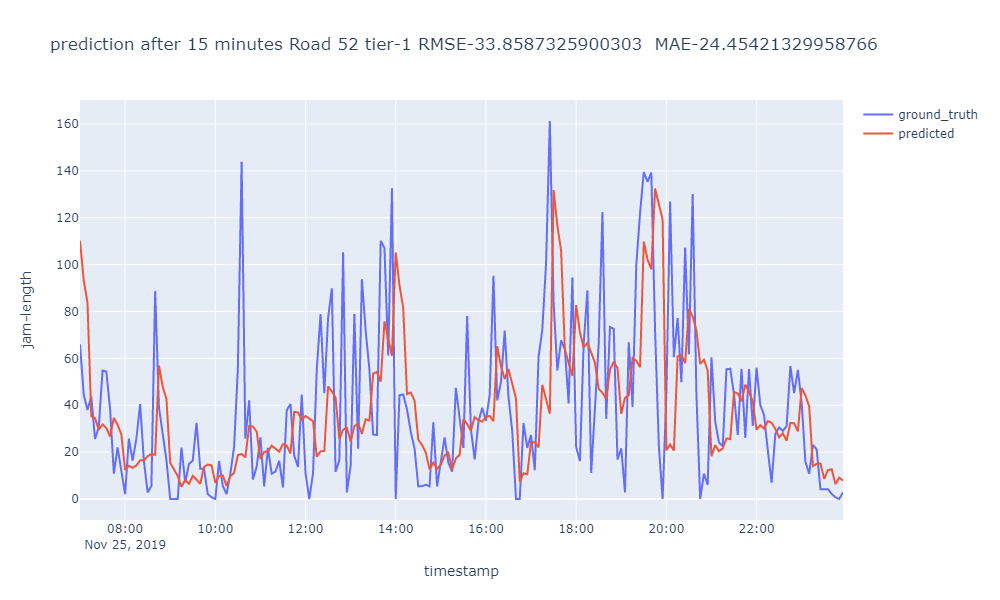 prediction after 15 minutes Road 52 tier-1 RMSE-33.8587325900303  MAE-24.45421329958766
ground_truth
predicted
160
140
120
100
80
60
40
20
0
jam-length
08:00 10:00 12:00 14:00 16:00 18:00 20:00 22:00
Nov 25, 2019
timestamp